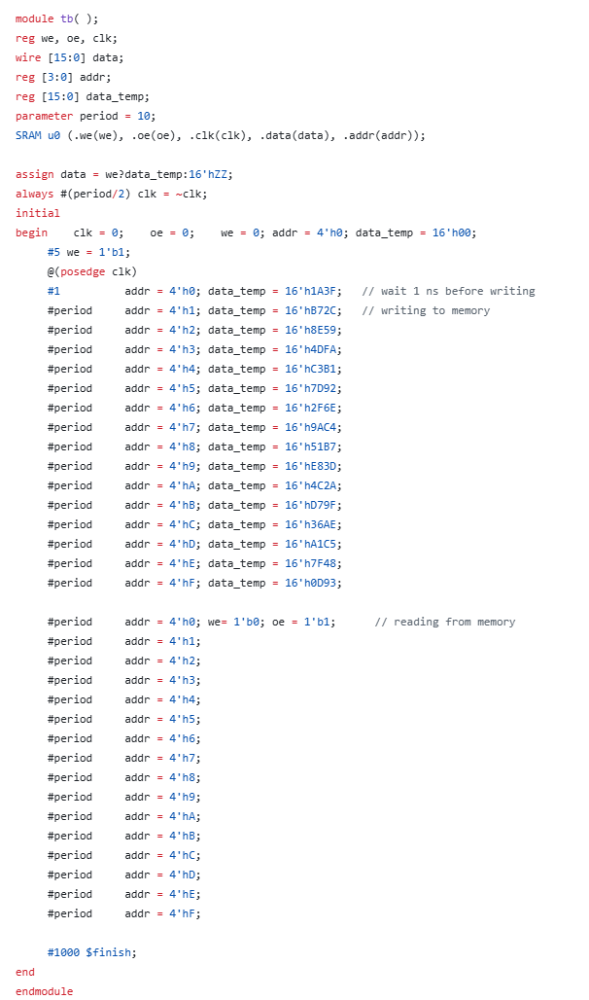 module tb( );
reg we, oe, clk;
wire [15:0] data;
reg [3:0] addr;
reg [15:0] data_temp;
parameter period = 10;
SRAM u0 (.we(we), .oe(oe), .clk(clk), .data(data), .addr(addr));
assign data = we?data_temp:16'hZZ;
always #(period/2) clk = ~clk;
initial
begin    clk = 0;    oe = 0;    we = 0; addr = 4'h0; data_temp = 16'h00;
     #5 we = 1'b1;
     @(posedge clk)
     #1          addr = 4'h0; data_temp = 16'h1A3F;   // wait 1 ns before writing
     #period     addr = 4'h1; data_temp = 16'hB72C;   // writing to memory
     #period     addr = 4'h2; data_temp = 16'h8E59;
     #period     addr = 4'h3; data_temp = 16'h4DFA;
     #period     addr = 4'h4; data_temp = 16'hC3B1;
     #period     addr = 4'h5; data_temp = 16'h7D92;
     #period     addr = 4'h6; data_temp = 16'h2F6E;
     #period     addr = 4'h7; data_temp = 16'h9AC4;
     #period     addr = 4'h8; data_temp = 16'h51B7;
     #period     addr = 4'h9; data_temp = 16'hE83D;
     #period     addr = 4'hA; data_temp = 16'h4C2A;
     #period     addr = 4'hB; data_temp = 16'hD79F;
     #period     addr = 4'hC; data_temp = 16'h36AE;
     #period     addr = 4'hD; data_temp = 16'hA1C5;
     #period     addr = 4'hE; data_temp = 16'h7F48;
     #period     addr = 4'hF; data_temp = 16'h0D93;
     #period     addr = 4'h0; we= 1'b0; oe = 1'b1;      // reading from memory
     #period     addr = 4'h1;
     #period     addr = 4'h2;
     #period     addr = 4'h3;
     #period     addr = 4'h4;
     #period     addr = 4'h5;
     #period     addr = 4'h6;
     #period     addr = 4'h7;
     #period     addr = 4'h8;
     #period     addr = 4'h9;
     #period     addr = 4'hA;
     #period     addr = 4'hB;
     #period     addr = 4'hC;
     #period     addr = 4'hD;
     #period     addr = 4'hE;
     #period     addr = 4'hF;
     #1000 $finish;
end
endmodule